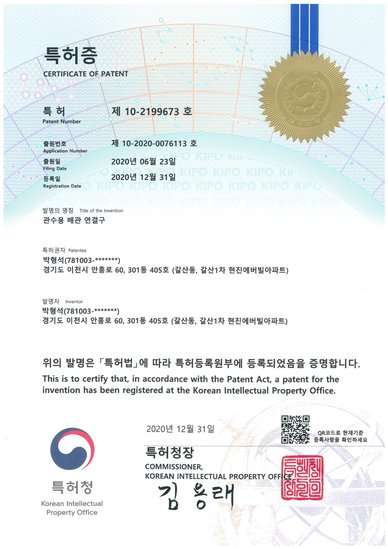 특허증
CERTIFICATE OF PATENT
특 허 제 10-2199673 호
Patent Number
출원번호 제 10-2020-0076113 호
Application Number
출원일 2020년 06월 23일
Filing Date
등록일 2020년 12월 31일
Registration Date
발명의 명칭 Title of the Invention
관수용 배관 연결구
특허권자 Patentee
박형석(781003-*******)
경기도 이천시 안흥로 60, 301동 405호 (갈산동, 갈산1차 현진에버빌아파트)
발명자 Inventor
박형석(781003-*******)
경기도 이천시 안흥로 60, 301동 405호 (갈산동, 갈산1차 현진에버빌아파트)
위의 발명은 「특허법」에 따라 특허등록원부에 등록되었음을 증명합니다.
This is to certify that, in accordance with the Patent Act, a patent for the
invention has been registered at the Korean Intellectual Property Office.
2020년 12월 31일
QR코드로 현재기준
등록사항을 확인하세요
특허청장
COMMISSIONER,
KOREAN INTELLECTUAL PROPERTY OFFICE
김용래
특허청
Korean Intellectual
Property Office